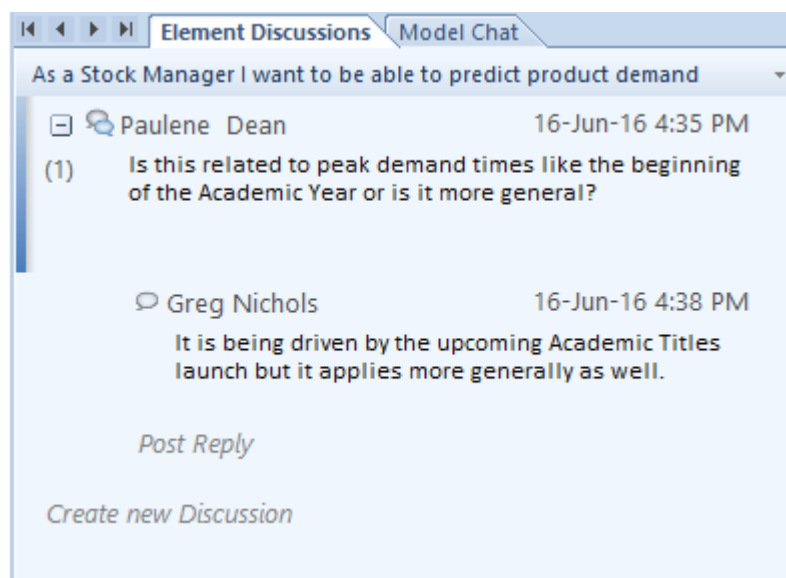 Element Discussions Model Chat
As a Stock Manager I want to be able to predict product demand
Paulene Dean 16-Jun-16 4:35 PM
(1) Is this related to peak demand times like the beginning
of the Academic Year or is it more general?
Greg Nichols 16-Jun-16 4:38 PM
It is being driven by the upcoming Academic Titles
launch but it applies more generally as well.
Post Reply
Create new Discussion